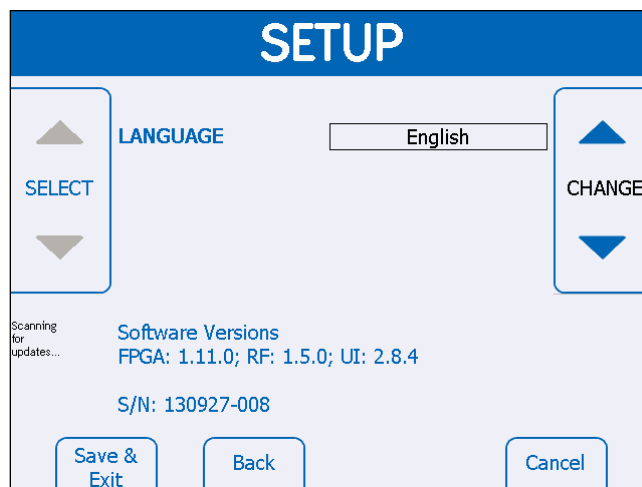 SETUP
LANGUAGE
English
SELECT
CHANGE
Scanning
for
updates...
Software Versions
FPGA: 1.11.0; RF: 1.5.0; UI: 2.8.4
S/N: 130927-008
Save &
Exit
Back
Cancel